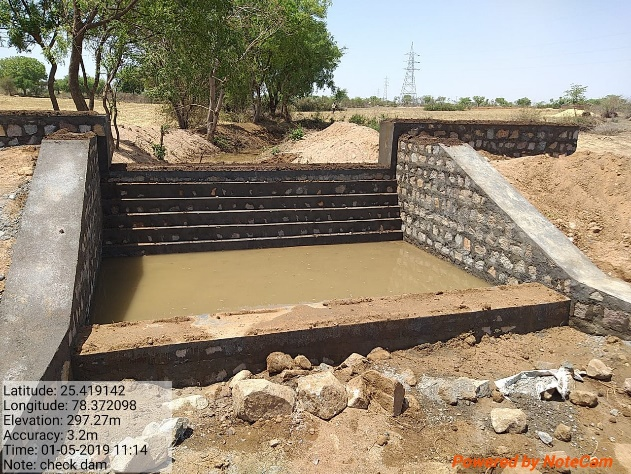 Latitude: 25.419142
Longitude: 78.372098
Elevation: 297.27m
Accuracy: 3.2m
Time: 01-05-2019 11:14
Note: check dam
Powered by NoteCam